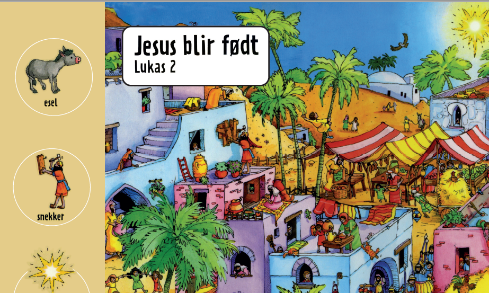 Jesus blir født
Lukas 2
esel
snekker